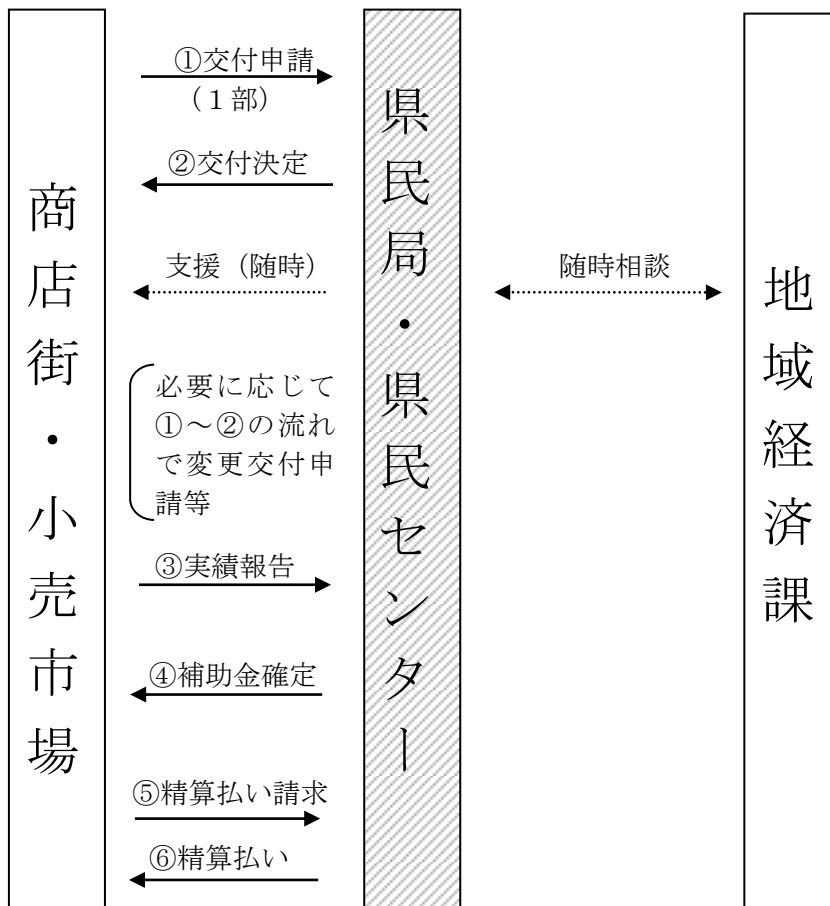 商店街・小売市場
①交付申請
（１部）
②交付決定
支援（随時）
必要に応じて
①～②の流れ
で変更交付申
請等
③実績報告
④補助金確定
⑤精算払い請求
⑥精算払い
県民局・県民センター
随時相談
地域経済課